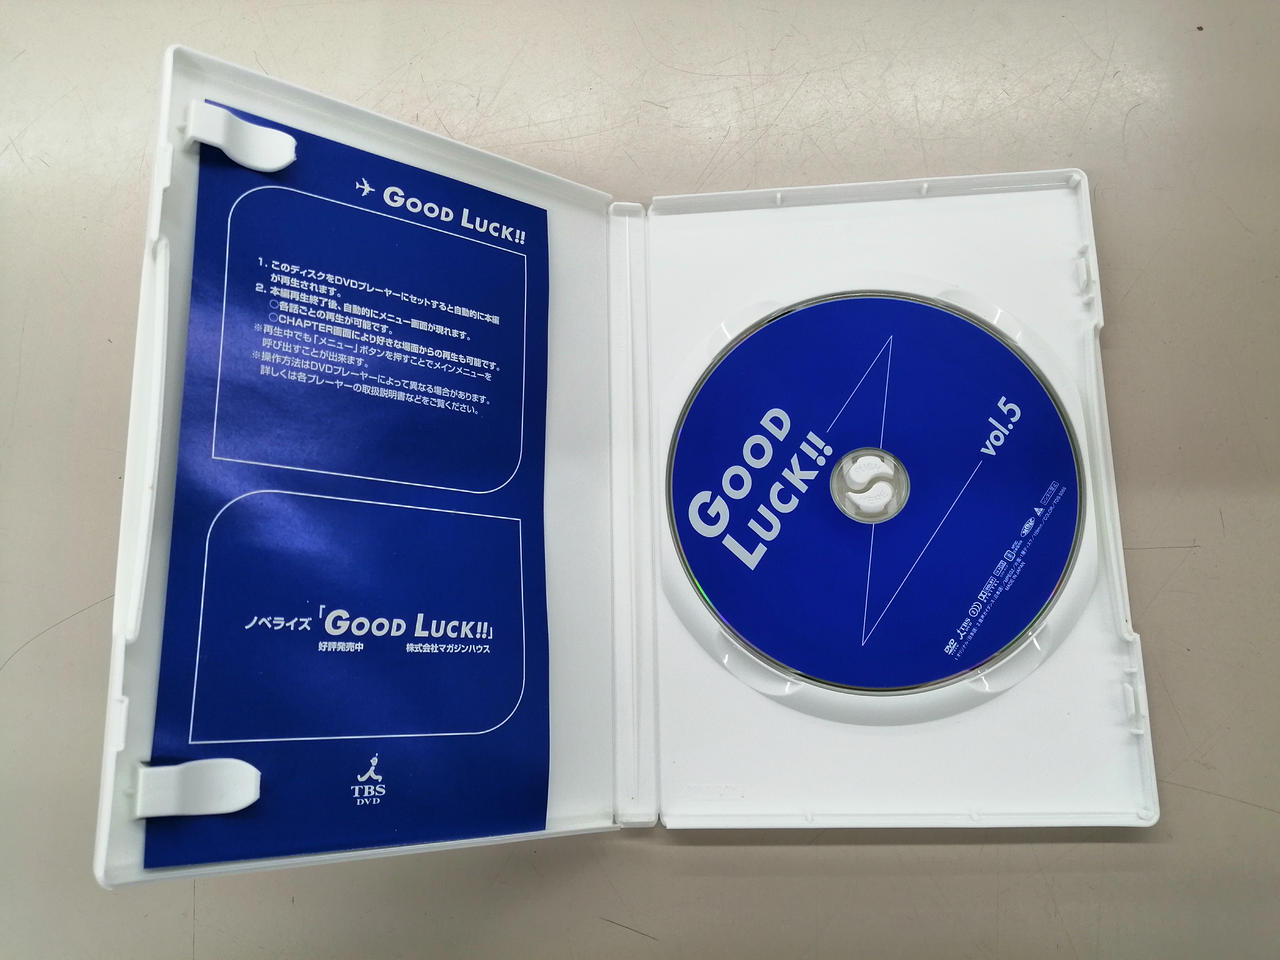 GOOD LUCK!!
1. このディスクをDVDプレーヤーにセットすると自動的に本編
が再生されます。
2. 本編再生終了後、自動的にメニュー画面が現れます。
○各話ごとの再生が可能です。
○CHAPTER画面により好きな場面からの再生も可能です。
※再生中でも「メニュー」ボタンを押すことでメインメニューを
呼び出すことが出来ます。
※操作方法はDVDプレーヤーによって異なる場合があります。
詳しくは各プレーヤーの取扱説明書などをご覧ください。
ノベライズ「GOOD LUCK!!」
好評発売中 株式会社マガジンハウス
TBS
DVD
GOOD
LUCK!!
vol.5
DVD
TBS
MADE IN JAPAN